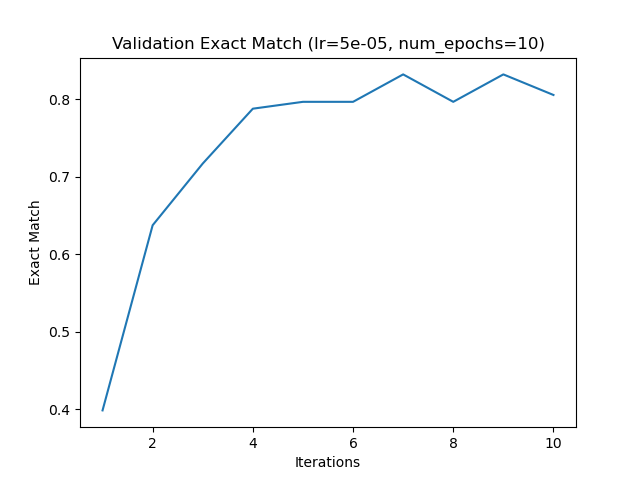 Validation Exact Match (lr=5e-05, num_epochs=10)
0.8
0.7
0.6
0.5
0.4
Exact Match
2 4 6 8 10
Iterations